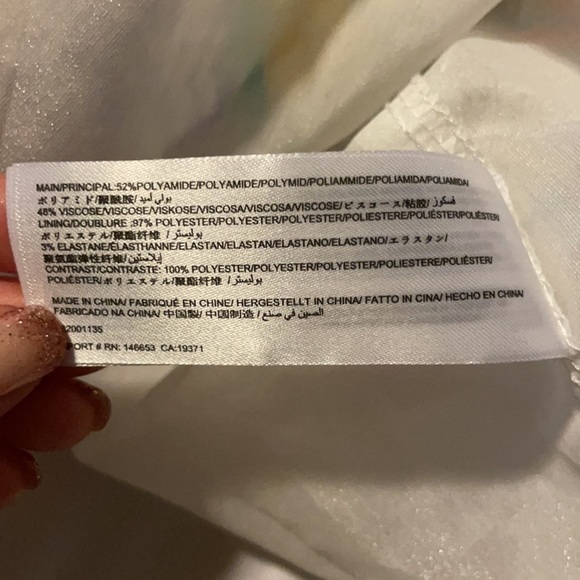 MAIN/PRINCIPAL:52%POLYAMIDE/POLYAMIDE/POLYMID/POLIAMMIDE/POLIAMIDA/POLIAMIDA/
ポリアミド/聚酰胺/بولي أميد/
48% VISCOSE/VISCOSE/VISKOSE/VISCOSA/VISCOSA/VISCOSE/ビスコース/粘胶/فسكوز
LINING/DOUBLURE :97% POLYESTER/POLYESTER/POLYESTER/POLIESTERE/POLIÉSTER/POLIÉSTER/
ポリエステル/聚酯纤维 /بوليستر
3% ELASTANE/ÉLASTHANNE/ELASTAN/ELASTAN/ELASTANO/ELASTANO/エラスタン/
聚氨酯弹性纤维/إيلاستين/
CONTRAST/CONTRASTE: 100% POLYESTER/POLYESTER/POLYESTER/POLIESTERE/POLIÉSTER/
POLIÉSTER/ポリエステル/聚酯纤维 /بوليستر
MADE IN CHINA/ FABRIQUÉ EN CHINE/ HERGESTELLT IN CHINA/ FATTO IN CINA/ HECHO EN CHINA/
FABRICADO NA CHINA/ 中国製/ 中国制造 / الصين في صنع/
2001135
PORT # RN: 146653 CA:19371